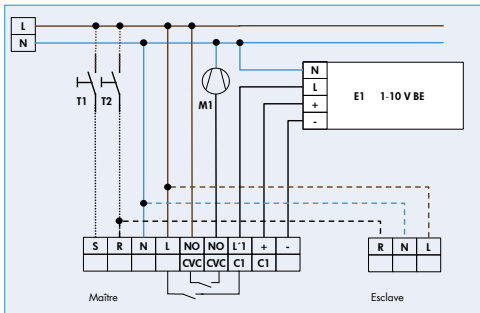 L
N
N
L
+
-
E1 1-10 V BE
T1 T2
M1
S R N L NO NO L'1 + -
CVC CVC C1 C1
R N L
Maître
Esclave